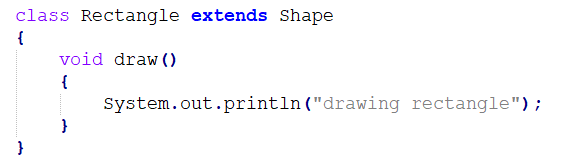 class Rectangle extends Shape
{
    void draw()
    {
        System.out.println("drawing rectangle");
    }
}